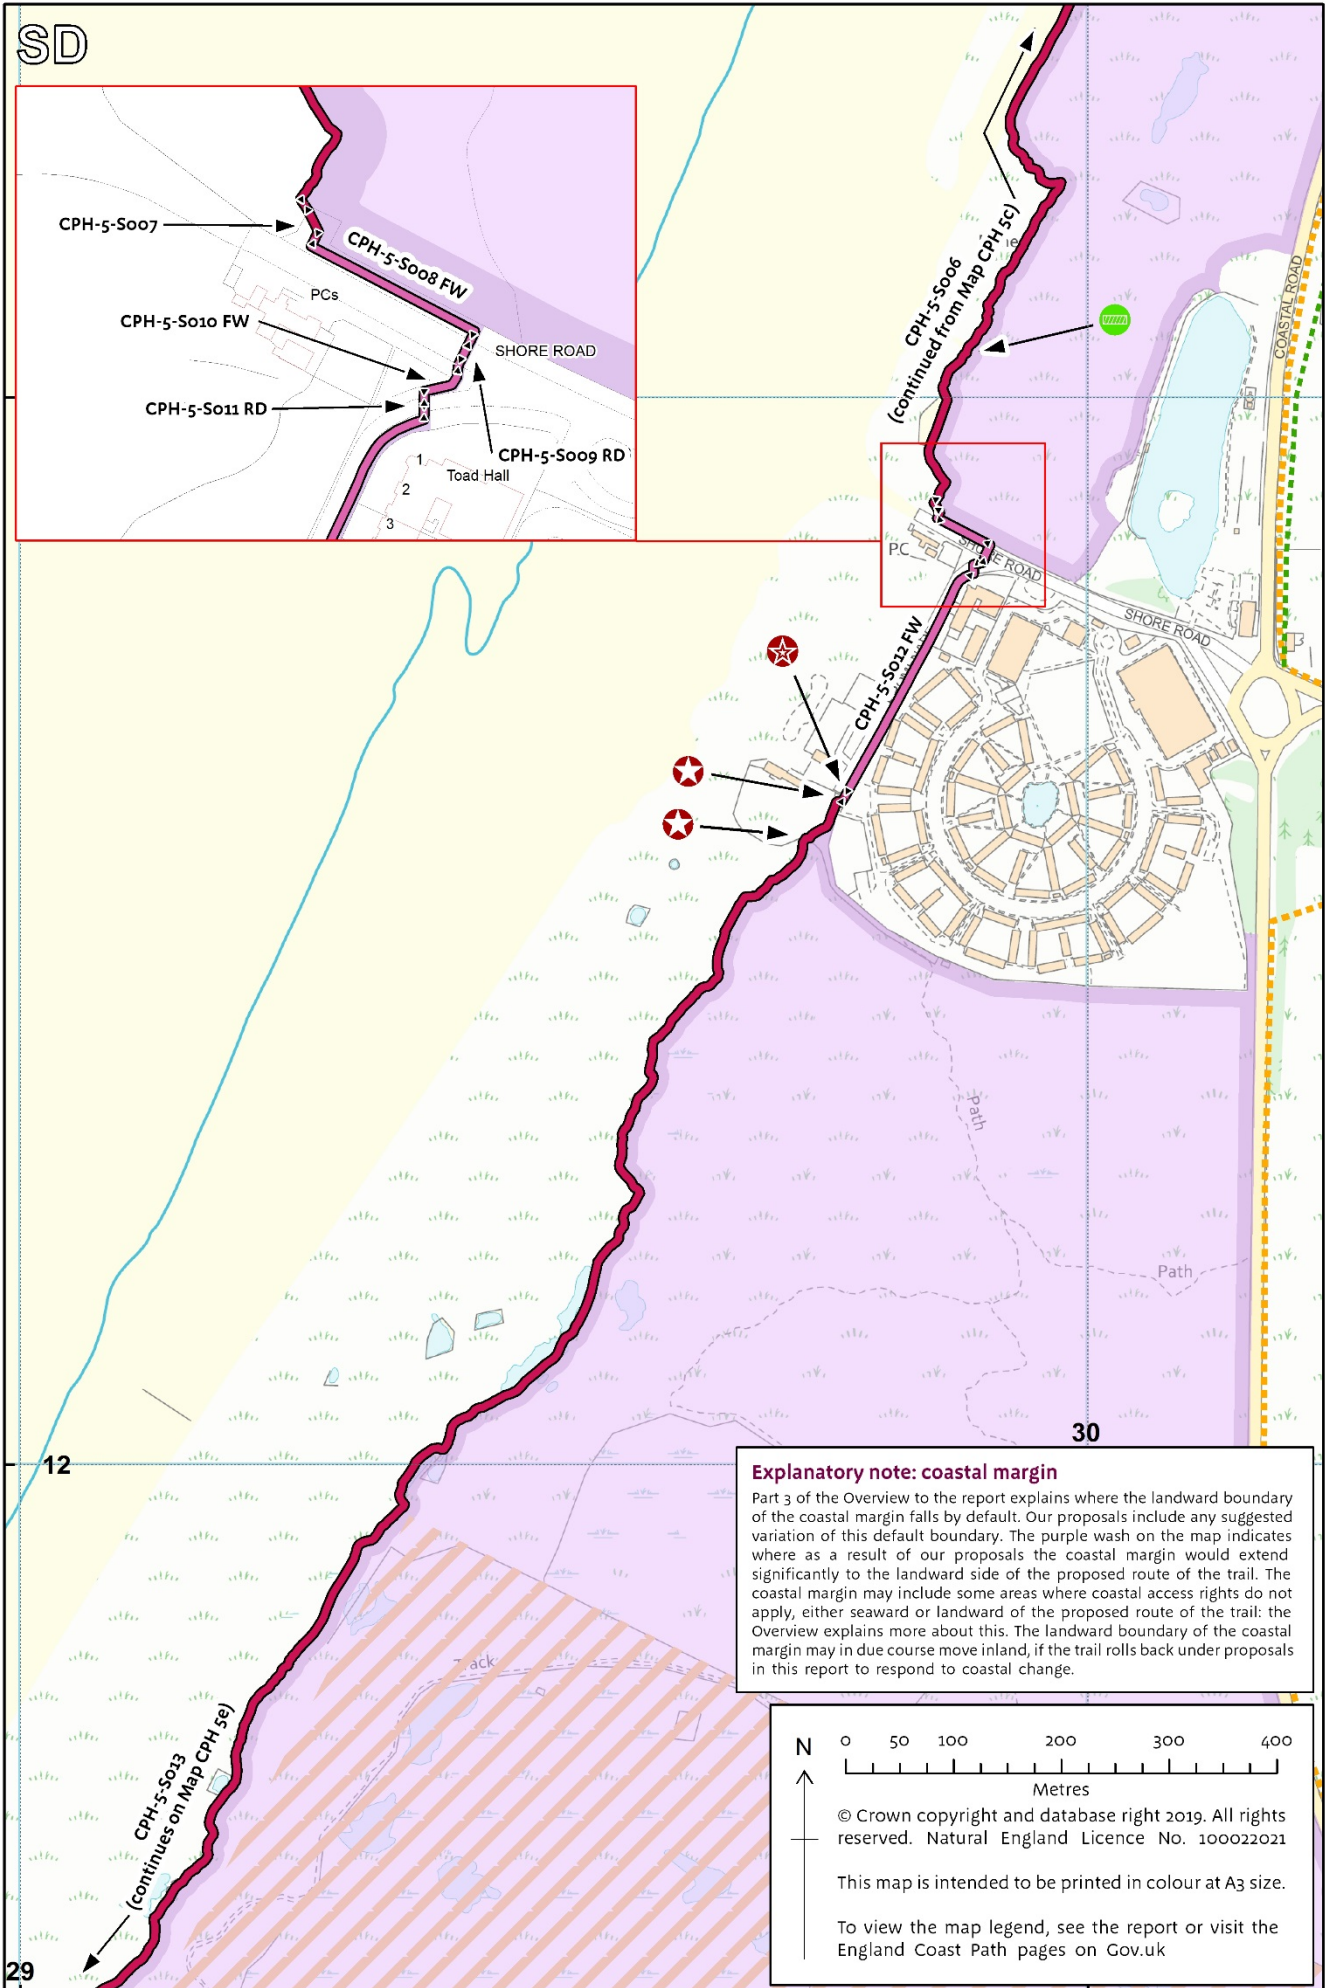 SD
CPH-5-S007
CPH-5-S008 FW
PCs
CPH-5-S010 FW
SHORE ROAD
CPH-5-S011 RD
CPH-5-S009 RD
1
Toad Hall
2
3
CPH-5-S006
(continued from Map CPH 5c)
COASTAL ROAD
PC
SHORE ROAD
SHORE ROAD
CPH-5-S012 FW
Path
Path
30
12
Track
CPH-5-S013
(continues on Map CPH 5e)
29
Explanatory note: coastal margin
Part 3 of the Overview to the report explains where the landward boundary
of the coastal margin falls by default. Our proposals include any suggested
variation of this default boundary. The purple wash on the map indicates
where as a result of our proposals the coastal margin would extend
significantly to the landward side of the proposed route of the trail. The
coastal margin may include some areas where coastal access rights do not
apply, either seaward or landward of the proposed route of the trail: the
Overview explains more about this. The landward boundary of the coastal
margin may in due course move inland, if the trail rolls back under proposals
in this report to respond to coastal change.
N
0 50 100 200 300 400
Metres
© Crown copyright and database right 2019. All rights
reserved. Natural England Licence No. 100022021
This map is intended to be printed in colour at A3 size.
To view the map legend, see the report or visit the
England Coast Path pages on Gov.uk